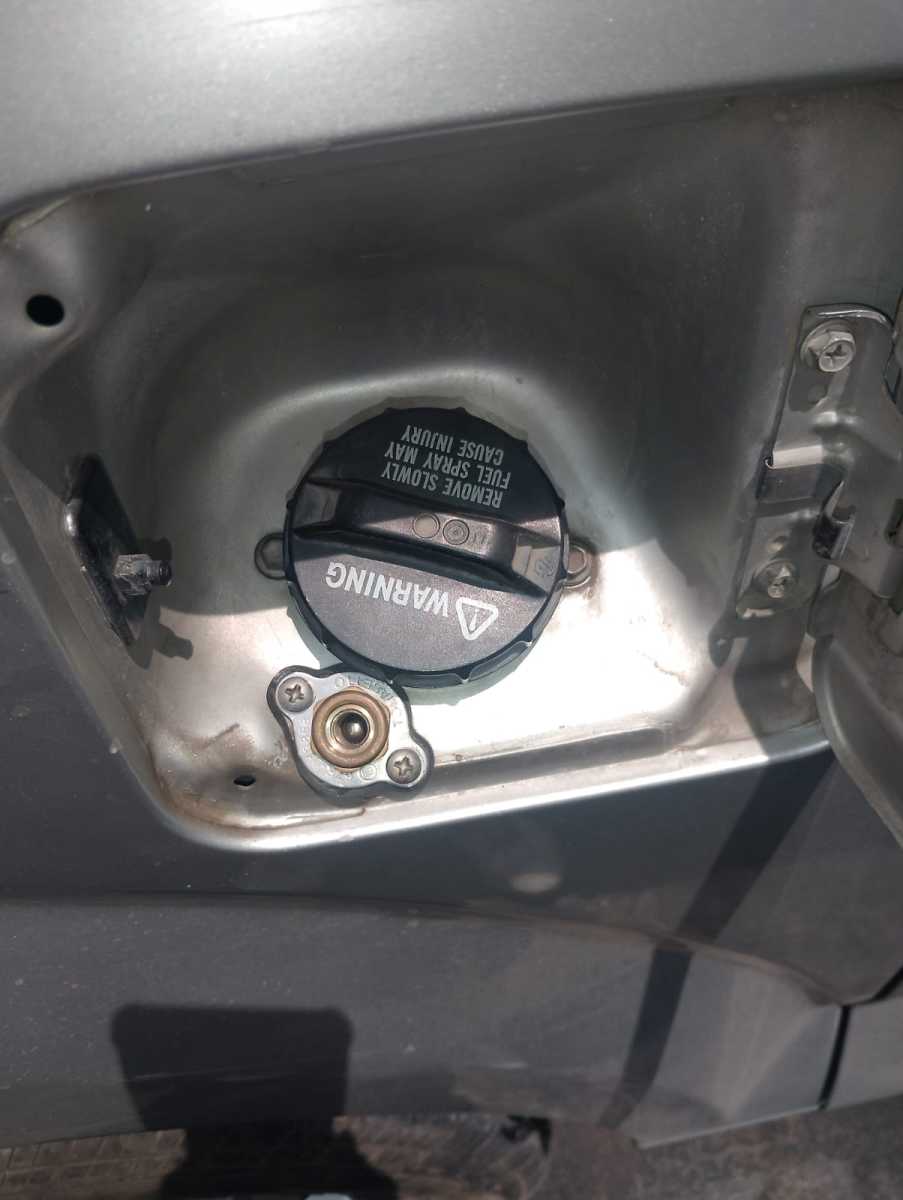 ⚠ WARNING
REMOVE SLOWLY
FUEL SPRAY MAY
CAUSE INJURY